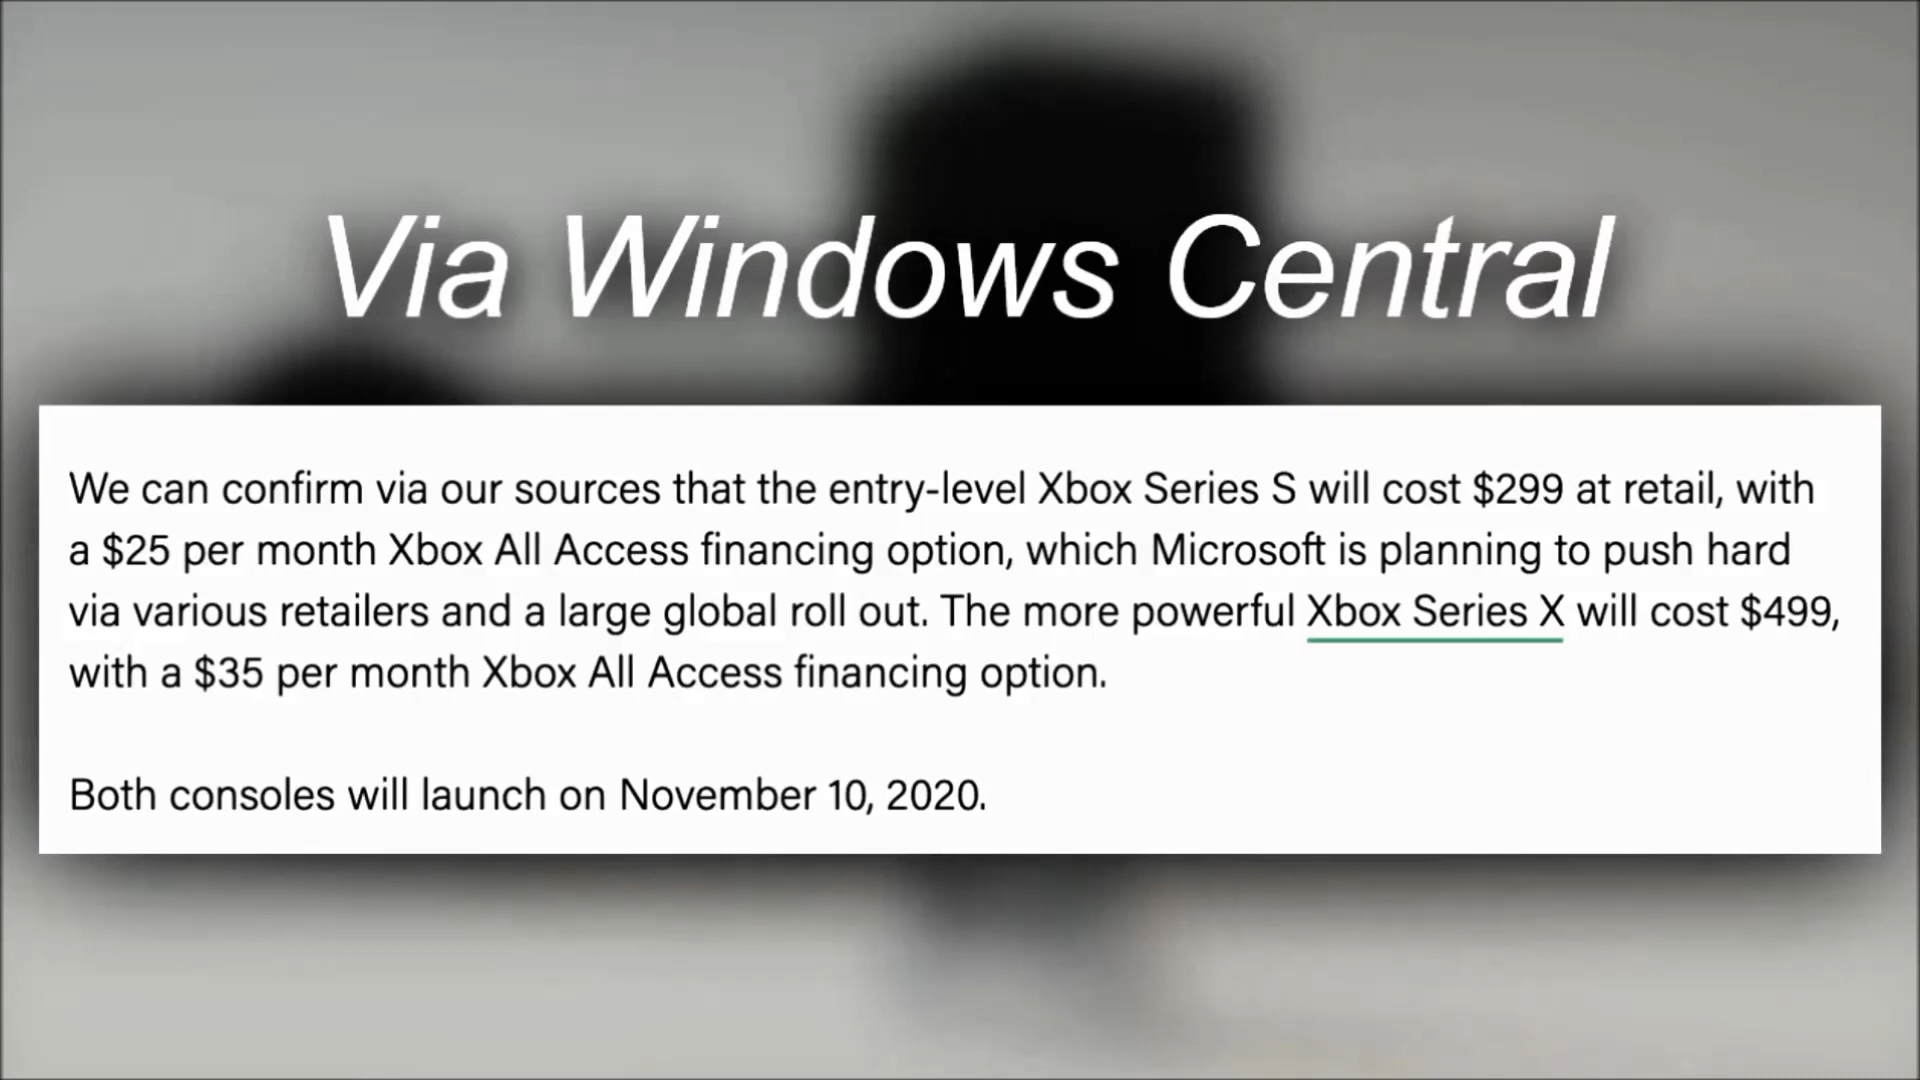 Via Windows Central
We can confirm via our sources that the entry-level Xbox Series S will cost $299 at retail, with
a $25 per month Xbox All Access financing option, which Microsoft is planning to push hard
via various retailers and a large global roll out. The more powerful Xbox Series X will cost $499,
with a $35 per month Xbox All Access financing option.
Both consoles will launch on November 10, 2020.